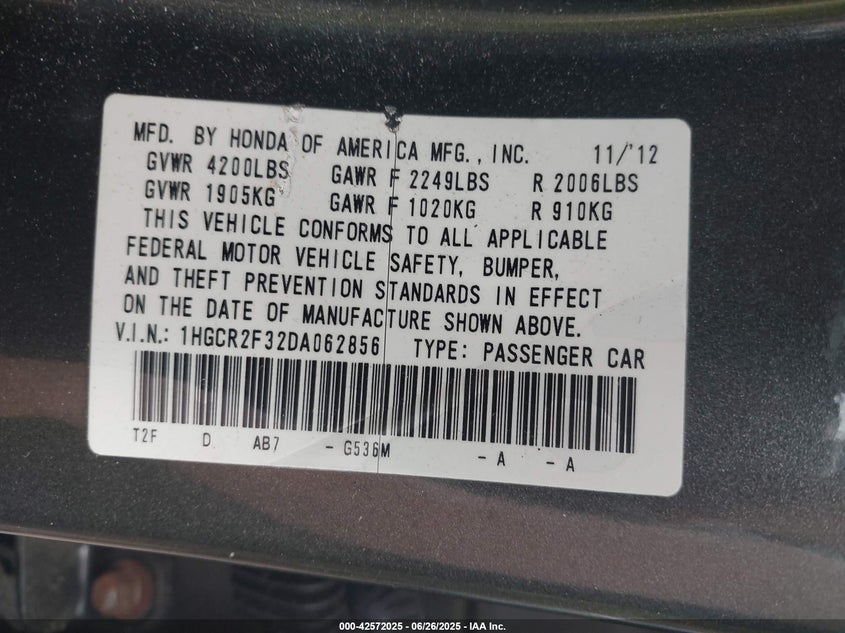 MFD. BY HONDA OF AMERICA MFG., INC. 11/'12
GVWR 4200LBS GAWR F 2249LBS R 2006LBS
GVWR 1905KG GAWR F 1020KG R 910KG
THIS VEHICLE CONFORMS TO ALL APPLICABLE
FEDERAL MOTOR VEHICLE SAFETY, BUMPER,
AND THEFT PREVENTION STANDARDS IN EFFECT
ON THE DATE OF MANUFACTURE SHOWN ABOVE.
V.I.N.: 1HGCR2F32DA062856 TYPE: PASSENGER CAR
T2F D AB7 - G536M - A - A
000-42572025 - 06/26/2025 - IAA Inc.